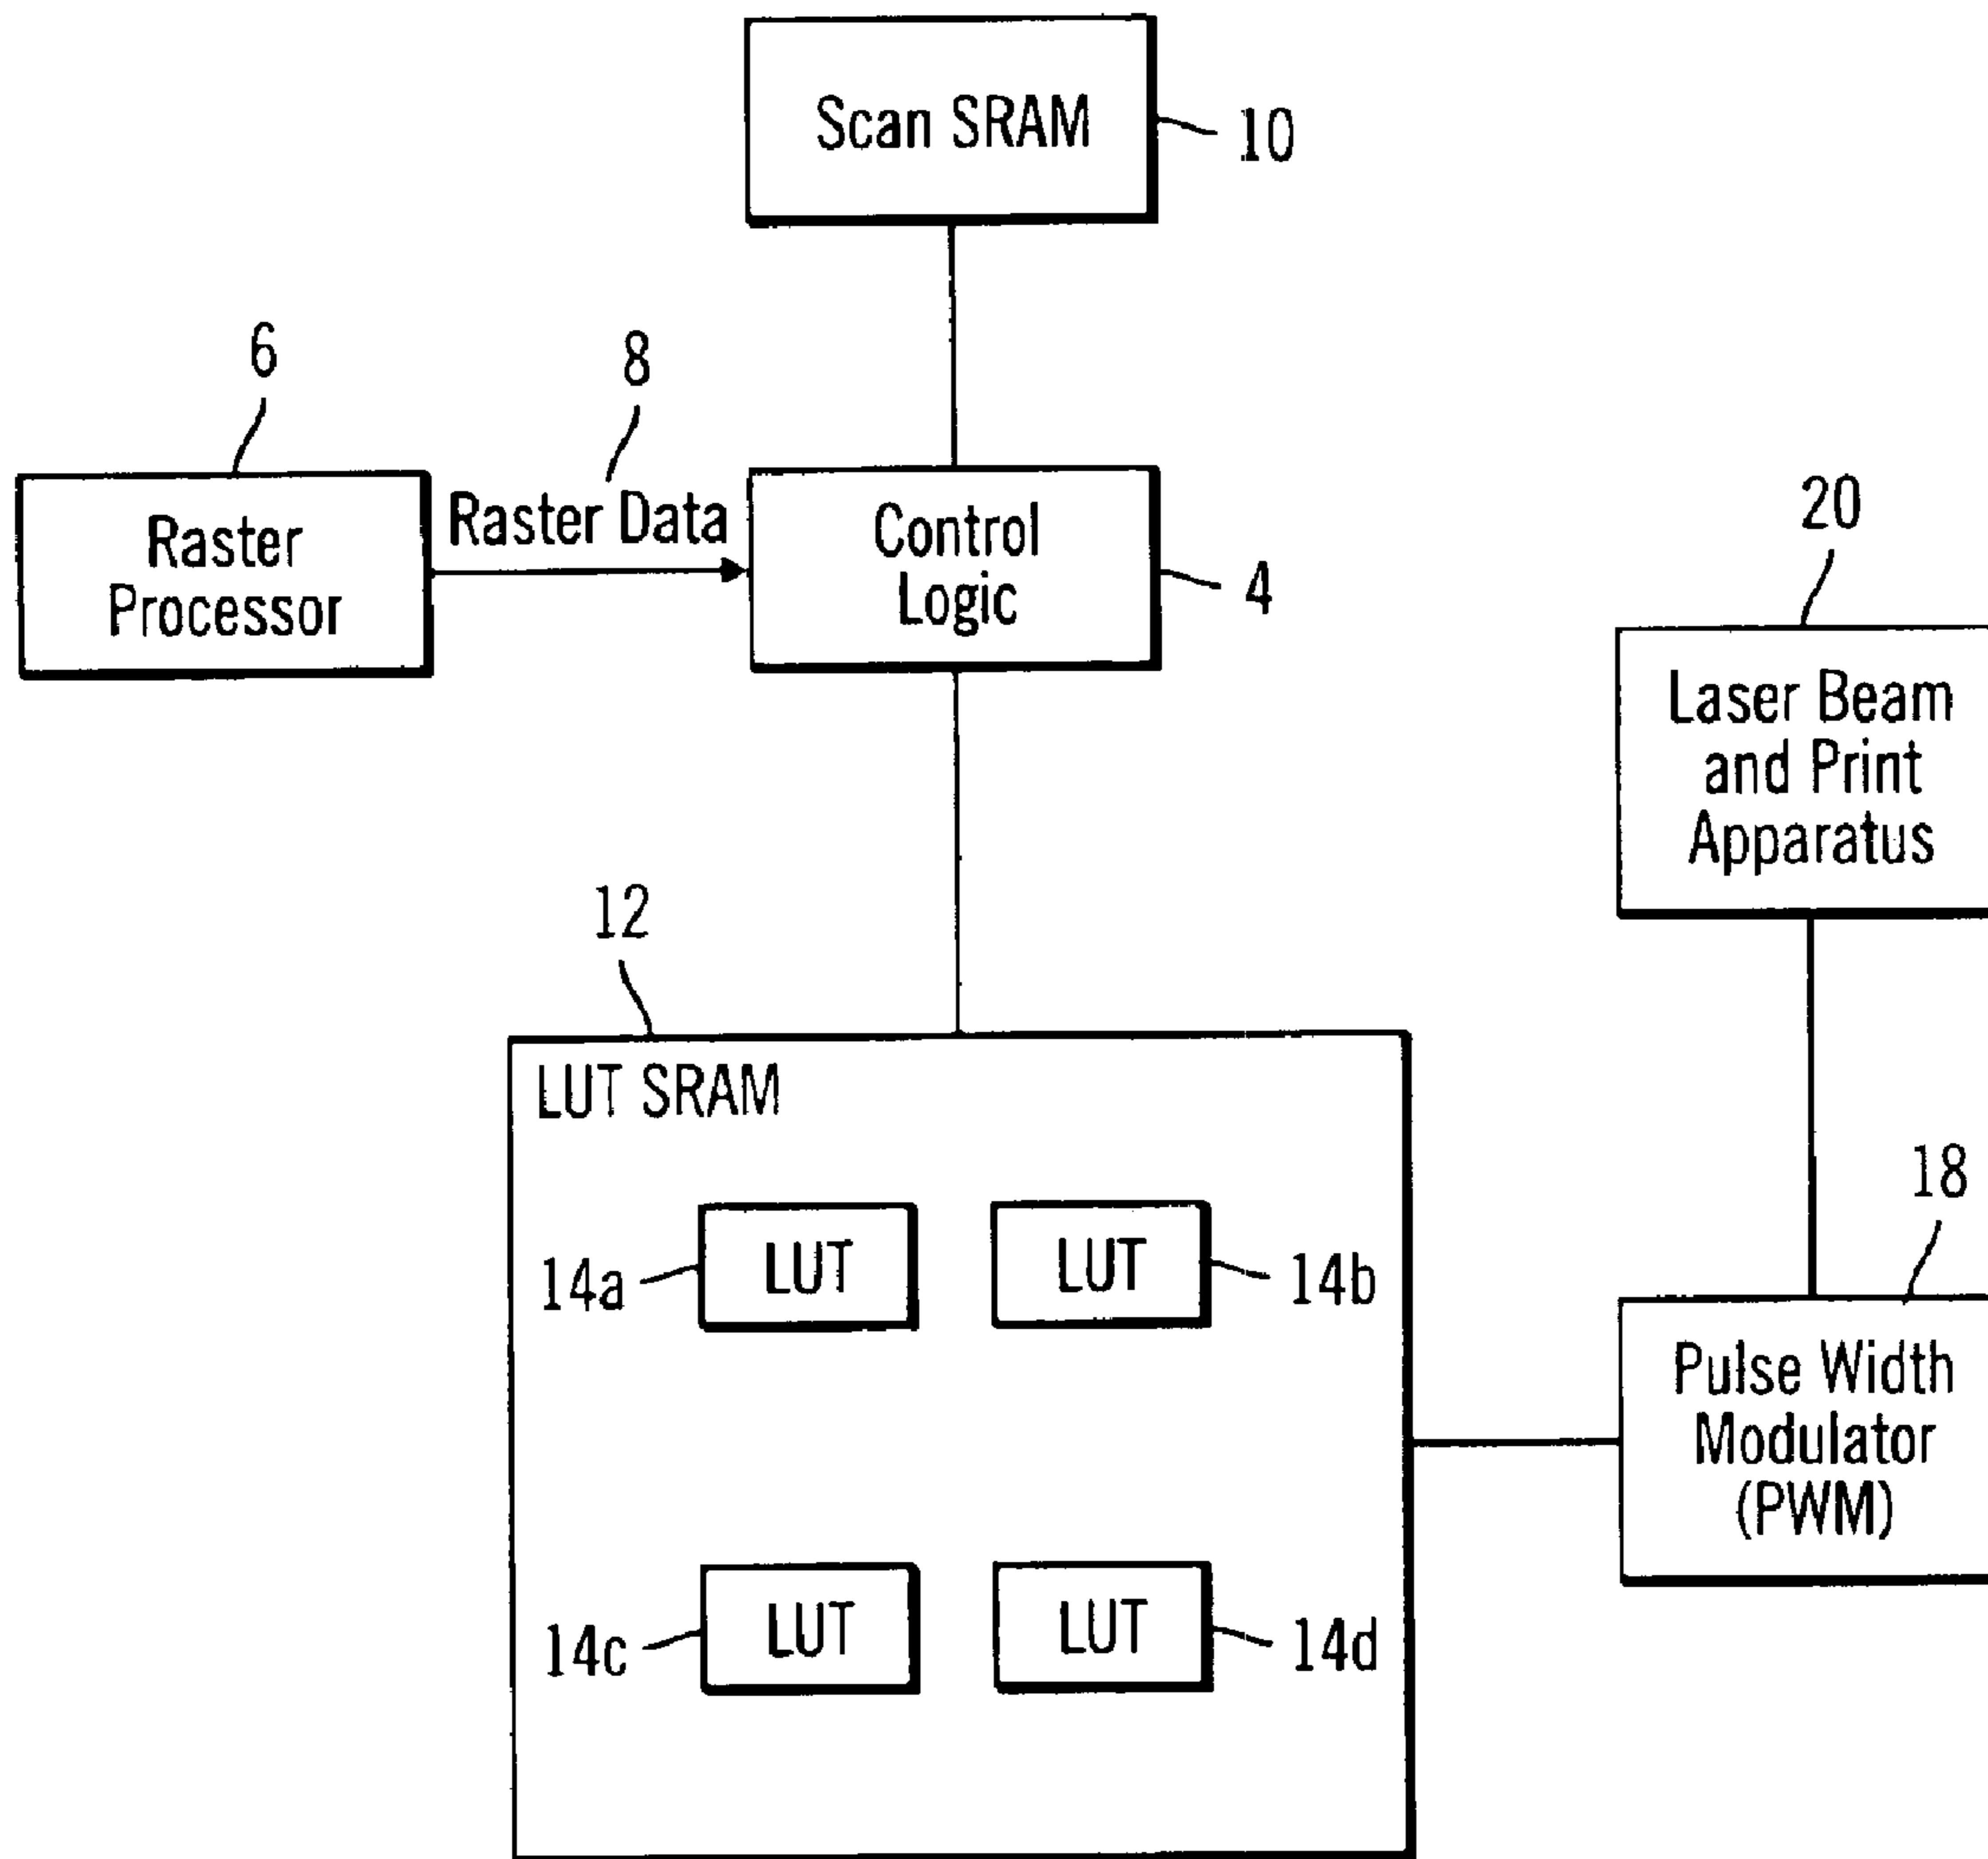 Scan SRAM
10
6
8
Raster
Processor
Raster Data
Control
Logic
4
20
Laser Beam
and Print
Apparatus
12
LUT SRAM
14a
LUT
LUT
14b
14c
LUT
LUT
14d
18
Pulse Width
Modulator
(PWM)